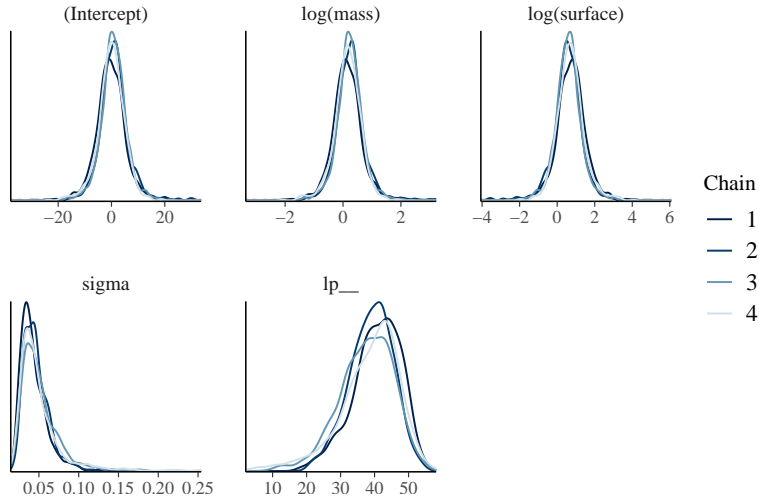 (Intercept)
log(mass)
log(surface)
−20 0 20
−2 0 2
−4 −2 0 2 4 6
Chain
1
2
3
4
sigma
lp__
0.05 0.10 0.15 0.20 0.25
10 20 30 40 50